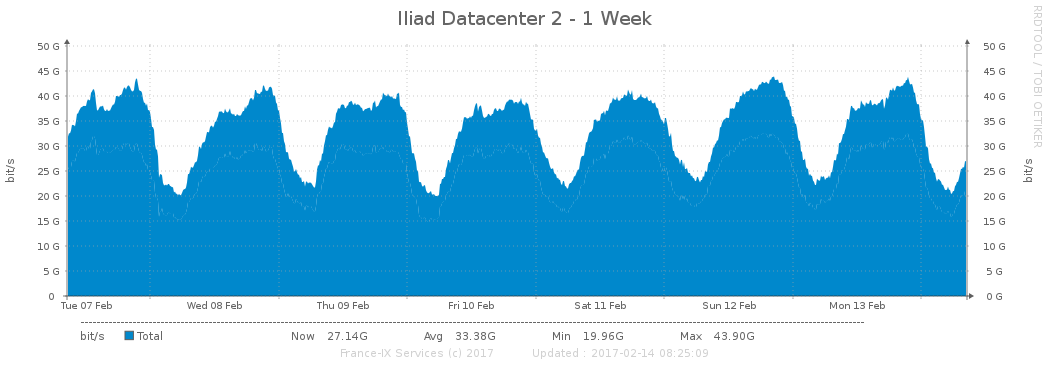 Iliad Datacenter 2 - 1 Week
RRDTOOL / TOBI OETIKER
bit/s
50 G 50 G
45 G 45 G
40 G 40 G
35 G 35 G
30 G 30 G
25 G 25 G
20 G 20 G
15 G 15 G
10 G 10 G
5 G 5 G
0 0 G
bit/s
Tue 07 Feb Wed 08 Feb Thu 09 Feb Fri 10 Feb Sat 11 Feb Sun 12 Feb Mon 13 Feb
bit/s Total Now 27.14G Avg 33.38G Min 19.96G Max 43.90G
France-IX Services (c) 2017 Updated : 2017-02-14 08:25:09